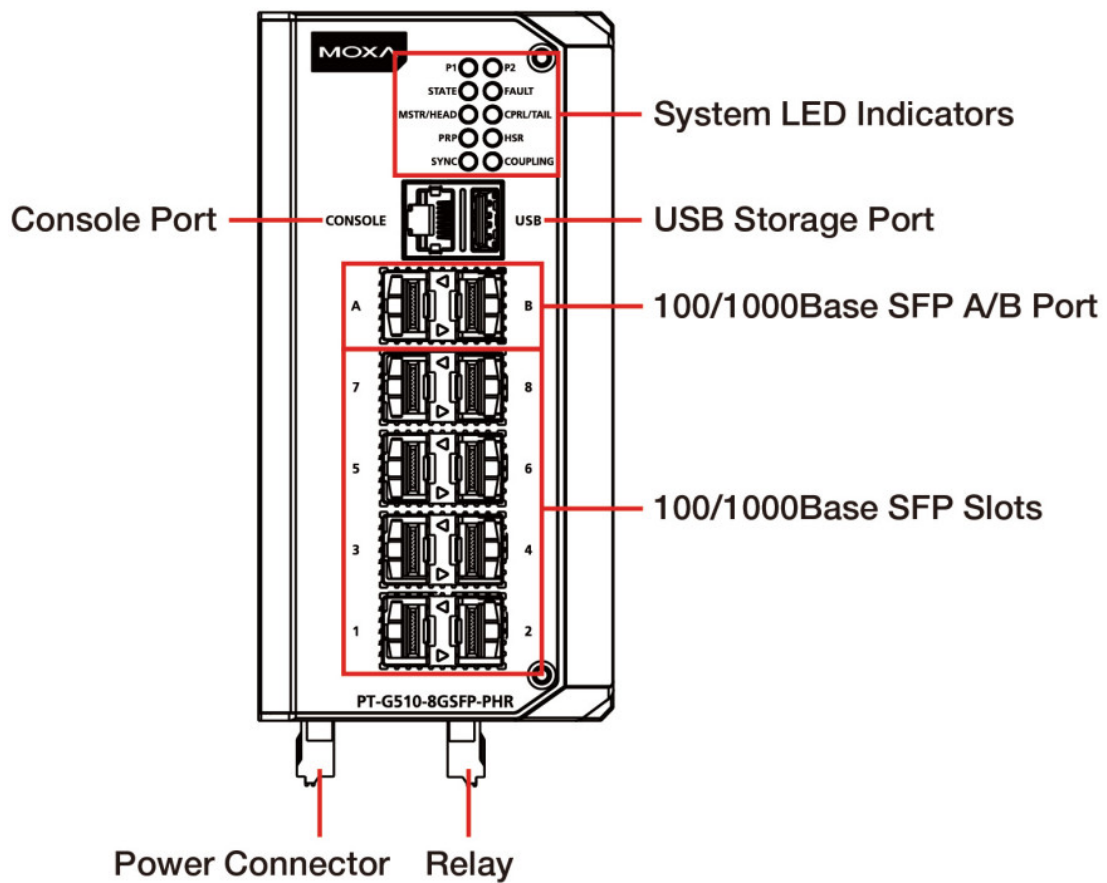 MOXA
P1 P2
STATE FAULT
MSTR/HEAD CPRL/TAIL
PRP HSR
SYNC COUPLING
System LED Indicators
Console Port
CONSOLE USB
USB Storage Port
A B
100/1000Base SFP A/B Port
7 8
5 6
100/1000Base SFP Slots
3 4
1 2
PT-G510-8GSFP-PHR
Power Connector
Relay